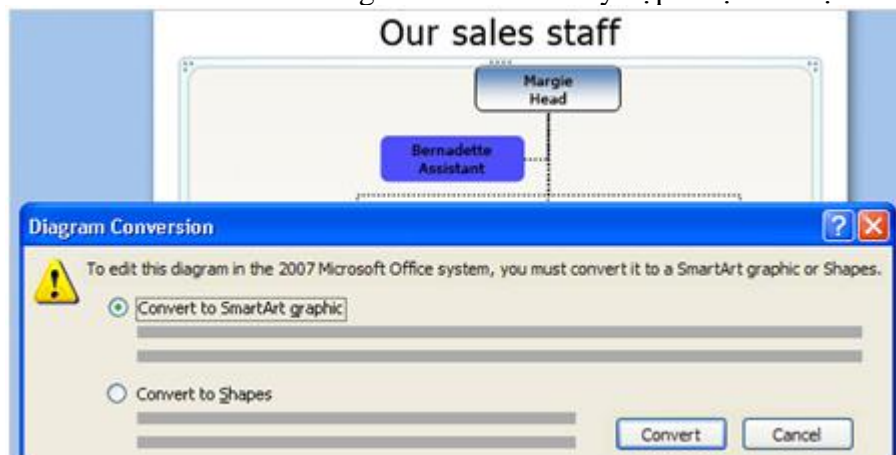 Our sales staff
Margie
Head
Bernadette
Assistant
Diagram Conversion
To edit this diagram in the 2007 Microsoft Office system, you must convert it to a SmartArt graphic or Shapes.
Convert to SmartArt graphic
Convert to Shapes
Convert
Cancel